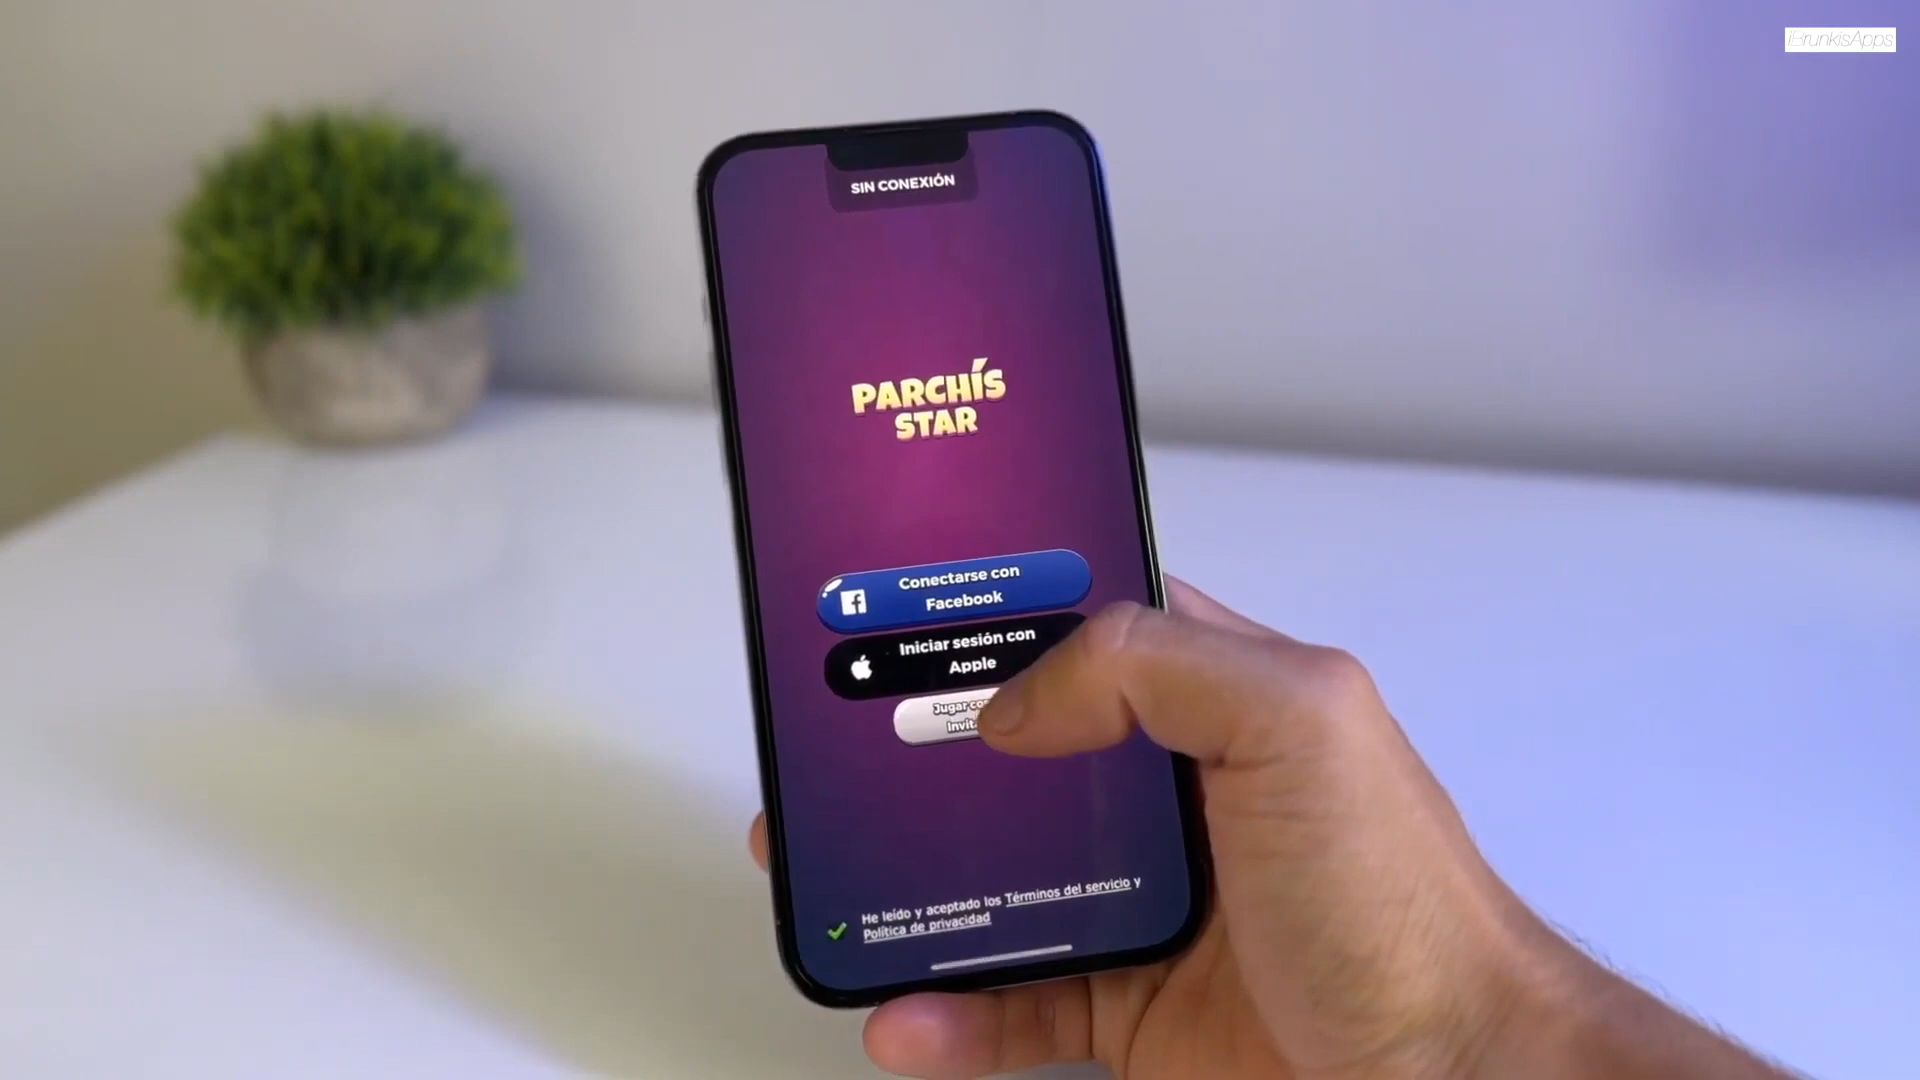 iBrunkisApps
SIN CONEXIÓN
PARCHÍS
STAR
Conectarse con
Facebook
Iniciar sesión con
Apple
Jugar
He leído y aceptado los Términos del servicio y
Política de privacidad